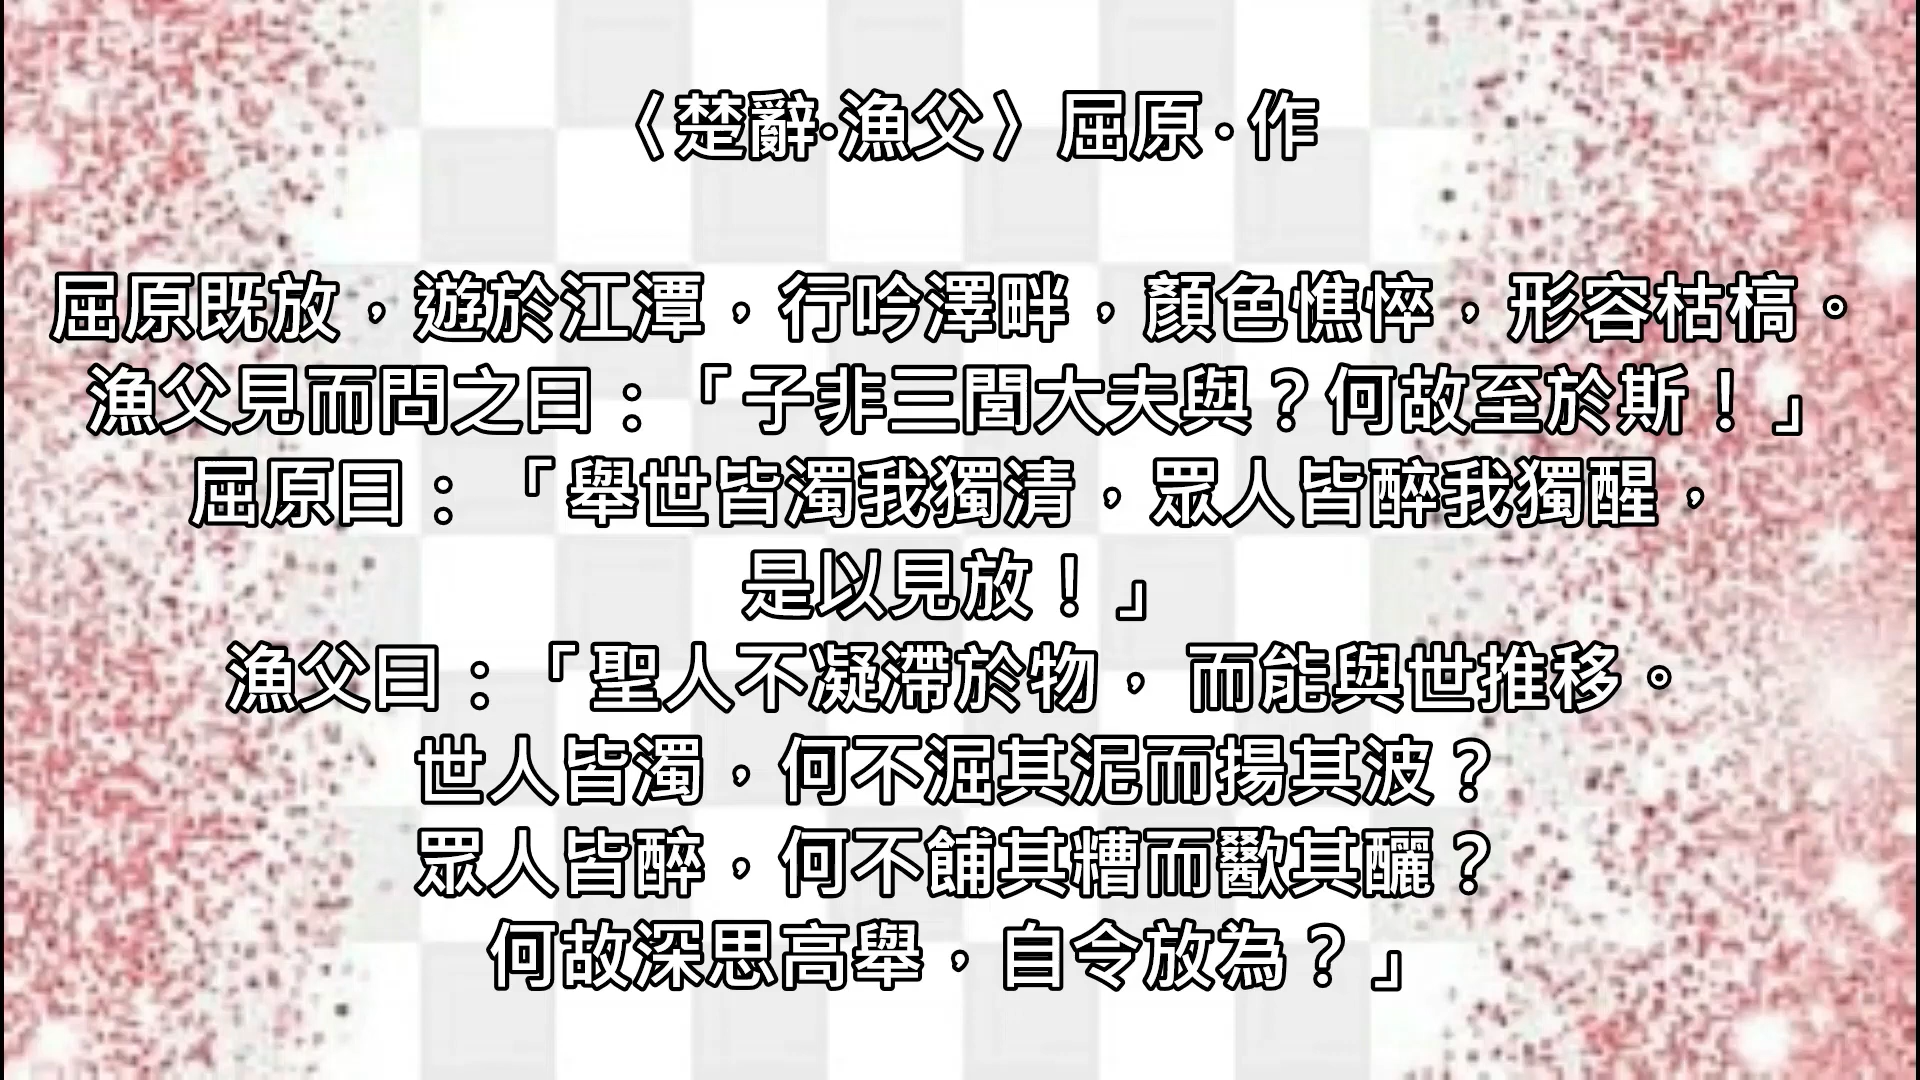 〈楚辭·漁父〉屈原·作
屈原既放，遊於江潭，行吟澤畔，顏色憔悴，形容枯槁。
漁父見而問之曰：「子非三閭大夫與？何故至於斯！」
屈原曰：「舉世皆濁我獨清，眾人皆醉我獨醒，
是以見放！」
漁父曰：「聖人不凝滯於物， 而能與世推移。
世人皆濁，何不淈其泥而揚其波？
眾人皆醉，何不餔其糟而歠其釃？
何故深思高舉，自令放為？」